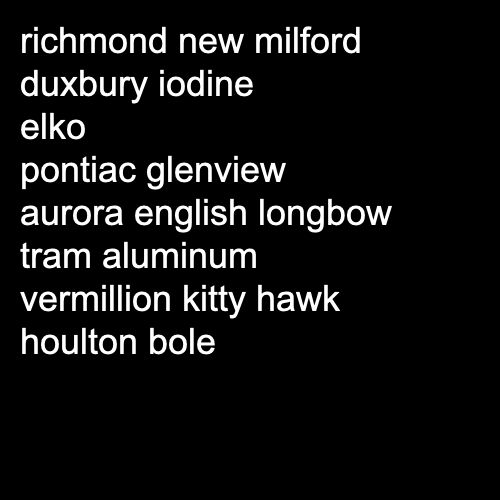 richmond new milford
duxbury iodine
elko
pontiac glenview
aurora english longbow
tram aluminum
vermillion kitty hawk
houlton bole